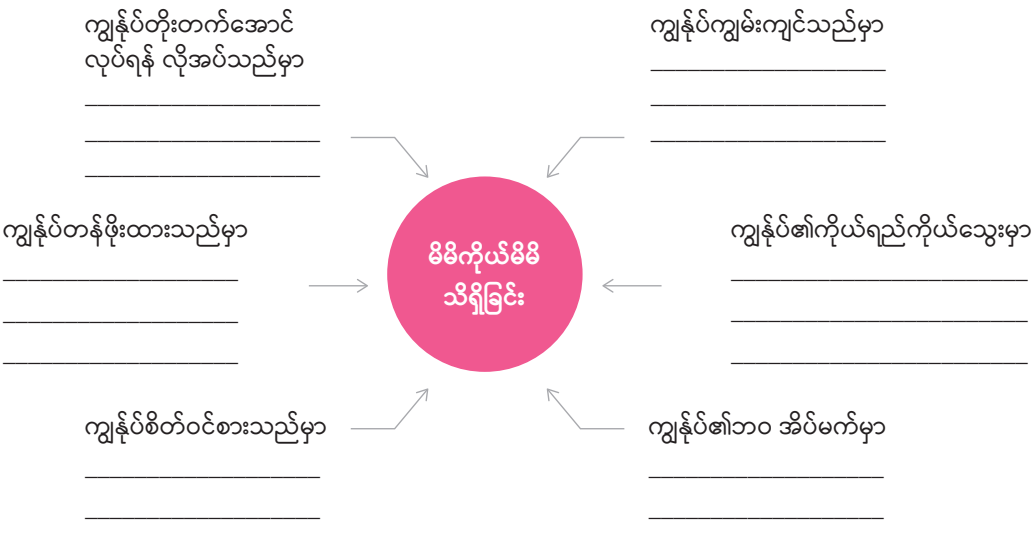 ကျွန်ုပ်တိုးတက်အောင်
လုပ်ရန် လိုအပ်သည်မှာ
ကျွန်ုပ်ကျွမ်းကျင်သည်မှာ
ကျွန်ုပ်တန်ဖိုးထားသည်မှာ
မိမိကိုယ်မိမိ
သိရှိခြင်း
ကျွန်ုပ်၏ကိုယ်ရည်ကိုယ်သွေးမှာ
ကျွန်ုပ်စိတ်ဝင်စားသည်မှာ
ကျွန်ုပ်၏ဘဝ အိပ်မက်မှာ